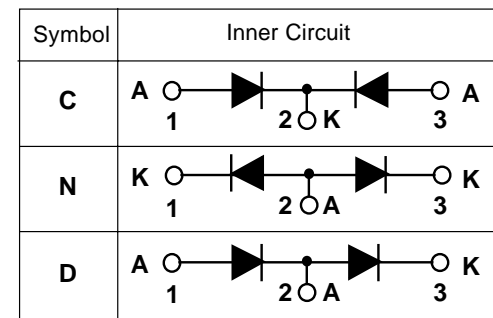 Symbol Inner Circuit
C A A
1 2 K 3
N K K
1 2 A 3
D A K
1 2 A 3